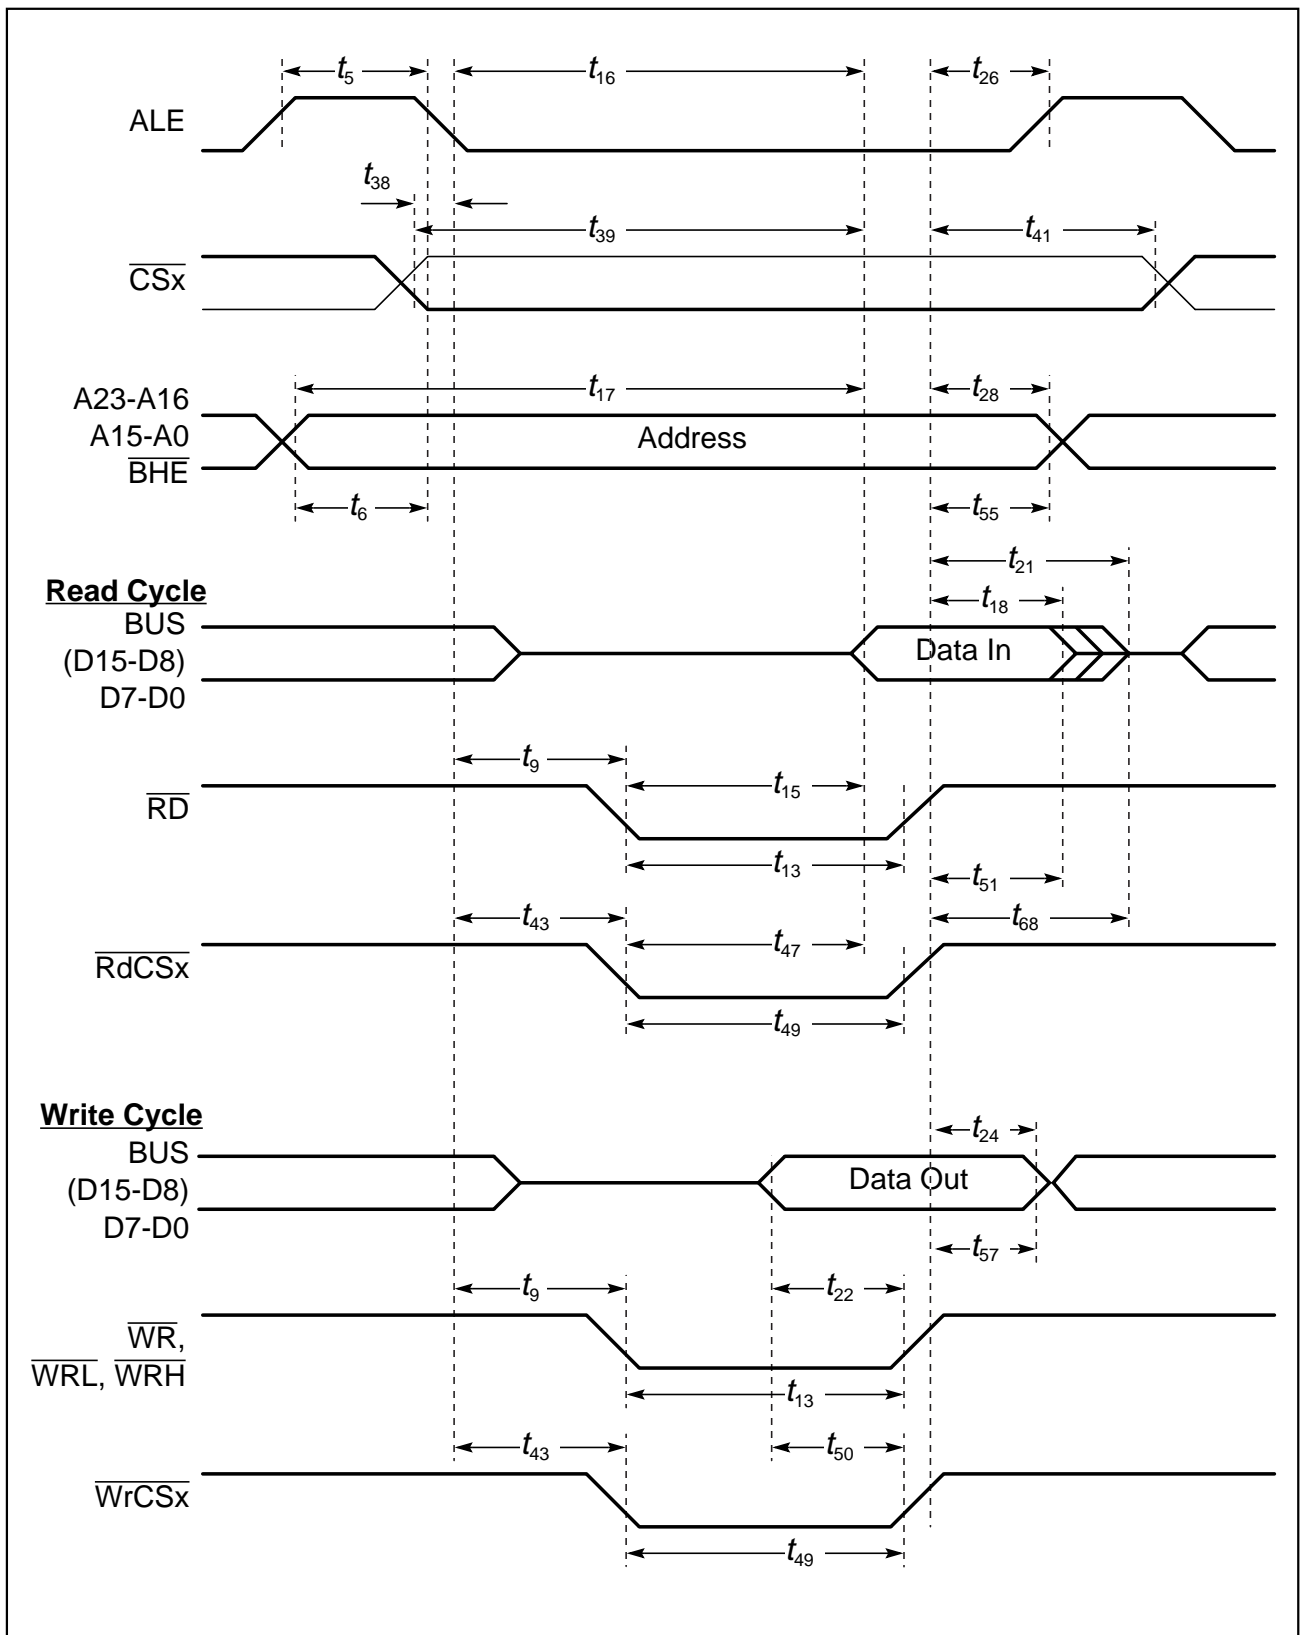 t5 t16 t26
ALE
t38
t39 t41
CSx
t17 t28
A23-A16
A15-A0 Address
BHE
t6 t55
t21
Read Cycle t18
BUS
(D15-D8) Data In
D7-D0
t9
t15
RD
t13
t51
t43 t68
t47
RdCSx
t49
Write Cycle
t24
BUS
(D15-D8) Data Out
D7-D0
t57
t9 t22
WR,
WRL, WRH
t13
t43 t50
WrCSx
t49